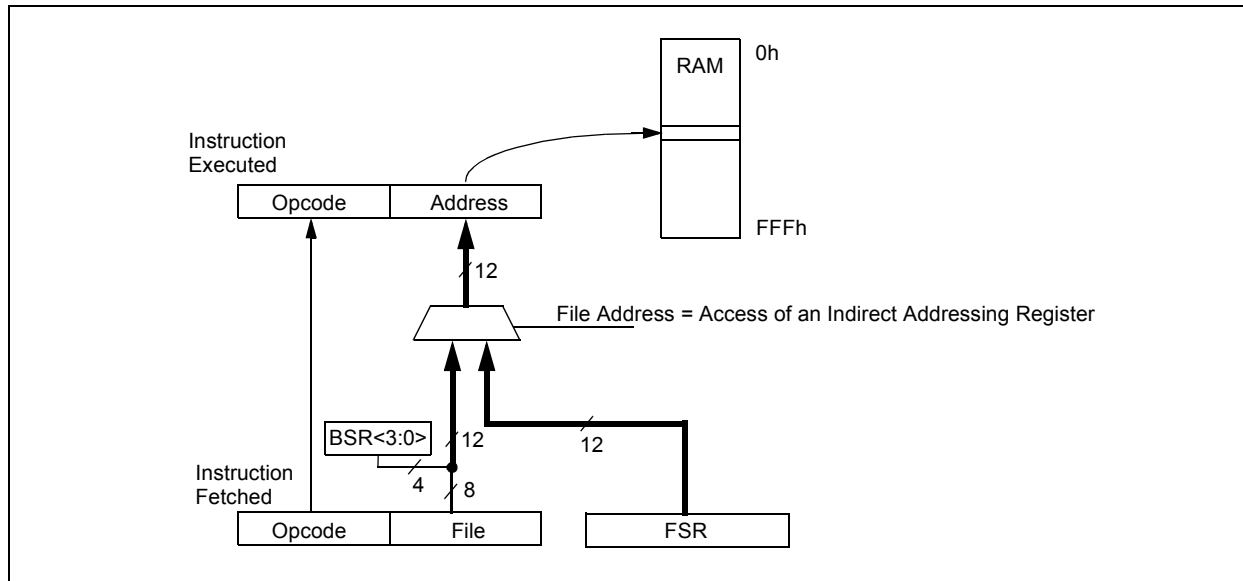 RAM
0h
Instruction
Executed
Opcode
Address
FFFh
12
File Address = Access of an Indirect Addressing Register
BSR<3:0>
12
12
4
8
Instruction
Fetched
Opcode
File
FSR